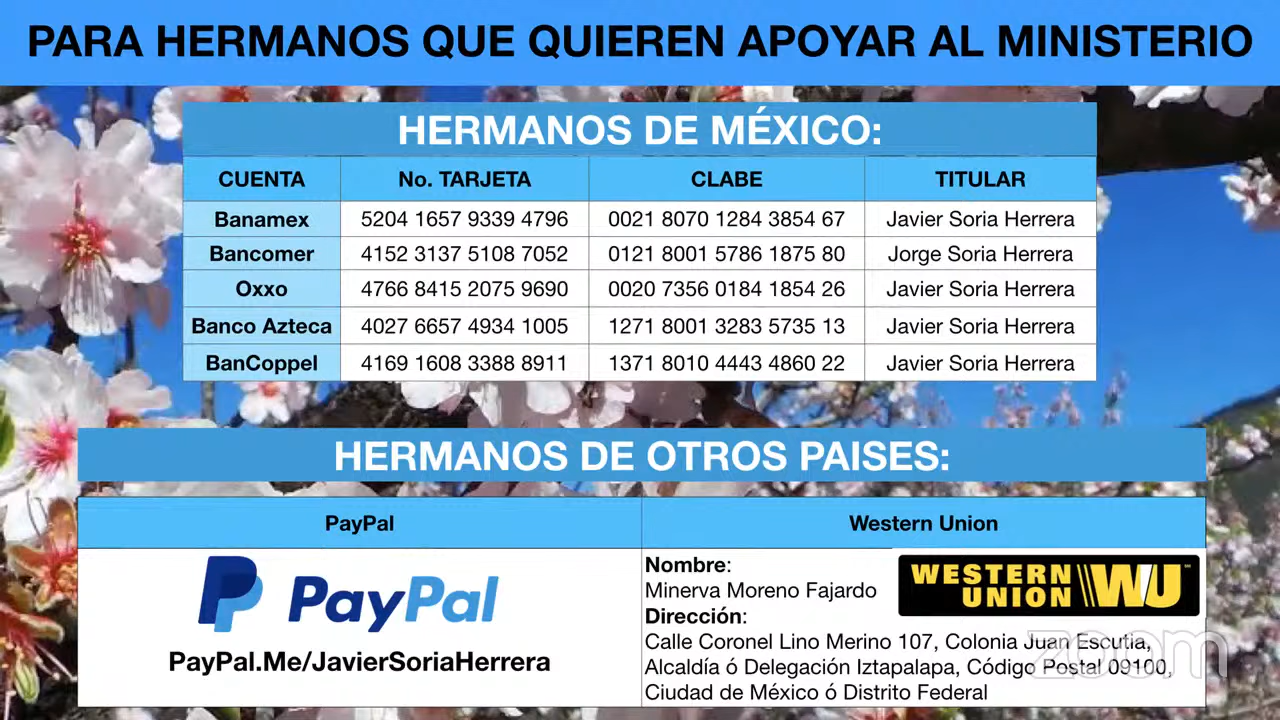 PARA HERMANOS QUE QUIEREN APOYAR AL MINISTERIO
HERMANOS DE MÉXICO:
CUENTA No. TARJETA CLABE TITULAR
Banamex 5204 1657 9339 4796 0021 8070 1284 3854 67 Javier Soria Herrera
Bancomer 4152 3137 5108 7052 0121 8001 5786 1875 80 Jorge Soria Herrera
Oxxo 4766 8415 2075 9690 0020 7356 0184 1854 26 Javier Soria Herrera
Banco Azteca 4027 6657 4934 1005 1271 8001 3283 5735 13 Javier Soria Herrera
BanCoppel 4169 1608 3388 8911 1371 8010 4443 4860 22 Javier Soria Herrera
HERMANOS DE OTROS PAISES:
PayPal Western Union
PayPal
PayPal.Me/JavierSoriaHerrera
Nombre:
Minerva Moreno Fajardo
Dirección:
Calle Coronel Lino Merino 107, Colonia Juan Escutia,
Alcaldía ó Delegación Iztapalapa, Código Postal 09100,
Ciudad de México ó Distrito Federal
WESTERN
UNION WU
zoom